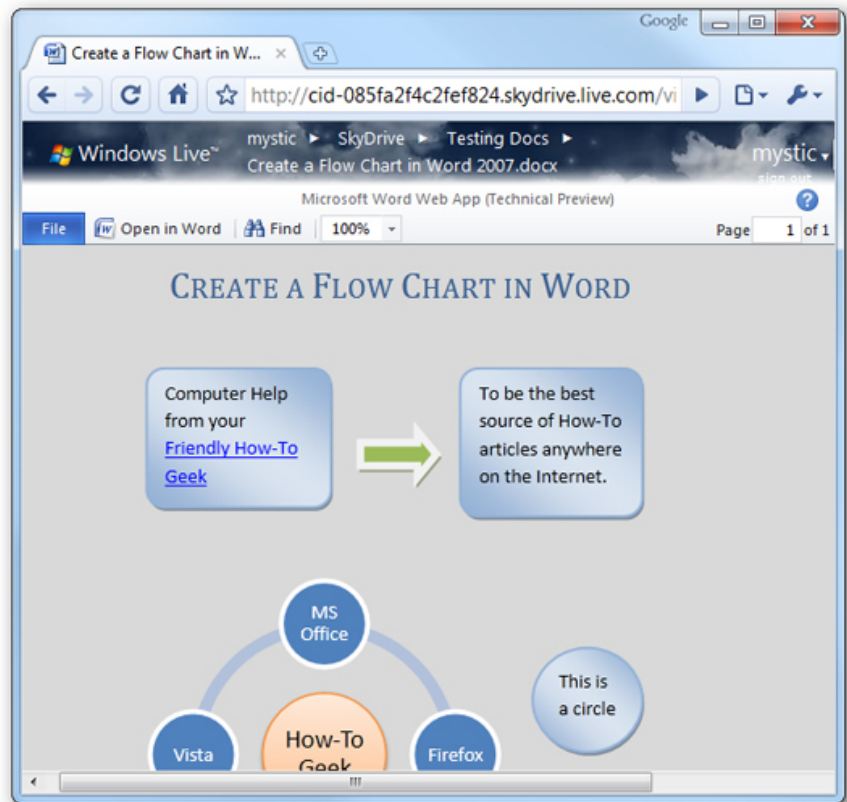 Google
Create a Flow Chart in W...
http://cid-085fa2f4c2fef824.skydrive.live.com/vi
Windows Live™
mystic ► SkyDrive ► Testing Docs ►
Create a Flow Chart in Word 2007.docx
mystic
sign out
Microsoft Word Web App (Technical Preview)
File Open in Word Find 100% Page 1 of 1
CREATE A FLOW CHART IN WORD
Computer Help
from your
Friendly How-To
Geek
To be the best
source of How-To
articles anywhere
on the Internet.
MS
Office
This is
a circle
Vista
How-To
Geek
Firefox